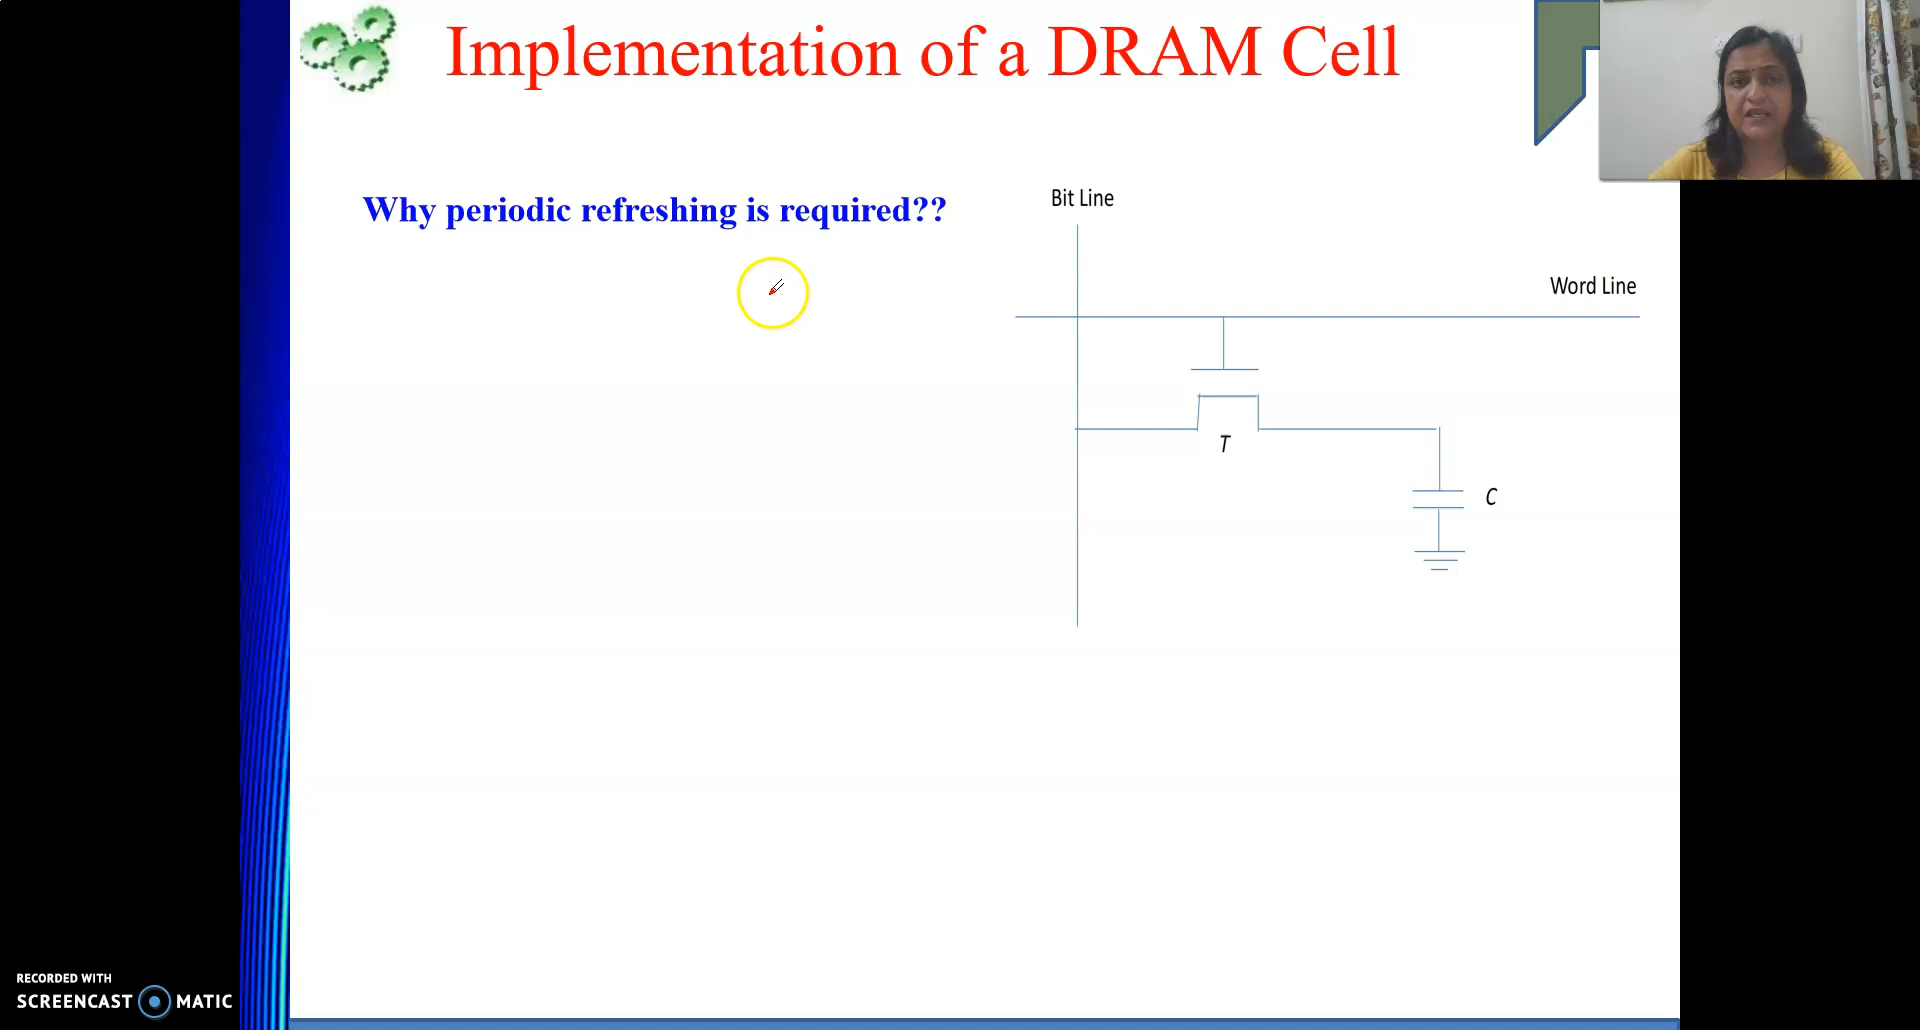 Implementation of a DRAM Cell
Why periodic refreshing is required??
Bit Line
Word Line
T
C
RECORDED WITH
SCREENCAST MATIC